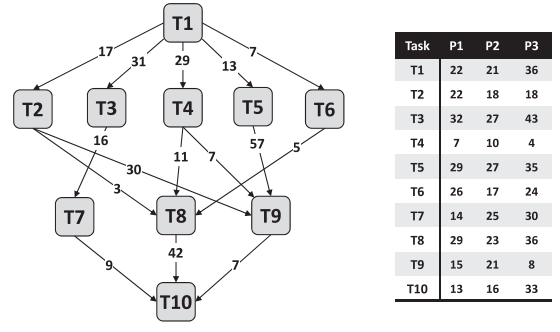 T1
17
31
29
13
7
T2
T3
T4
T5
T6
16
57
30
11
7
5
3
T7
T8
T9
9
42
7
T10
Task P1 P2 P3
T1 22 21 36
T2 22 18 18
T3 32 27 43
T4 7 10 4
T5 29 27 35
T6 26 17 24
T7 14 25 30
T8 29 23 36
T9 15 21 8
T10 13 16 33